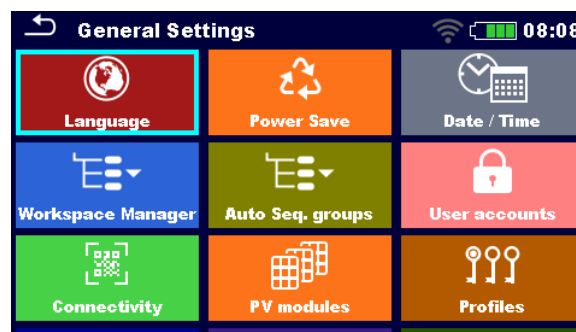 General Settings 08:08
Language Power Save Date / Time
Workspace Manager Auto Seq. groups User accounts
Connectivity PV modules Profiles